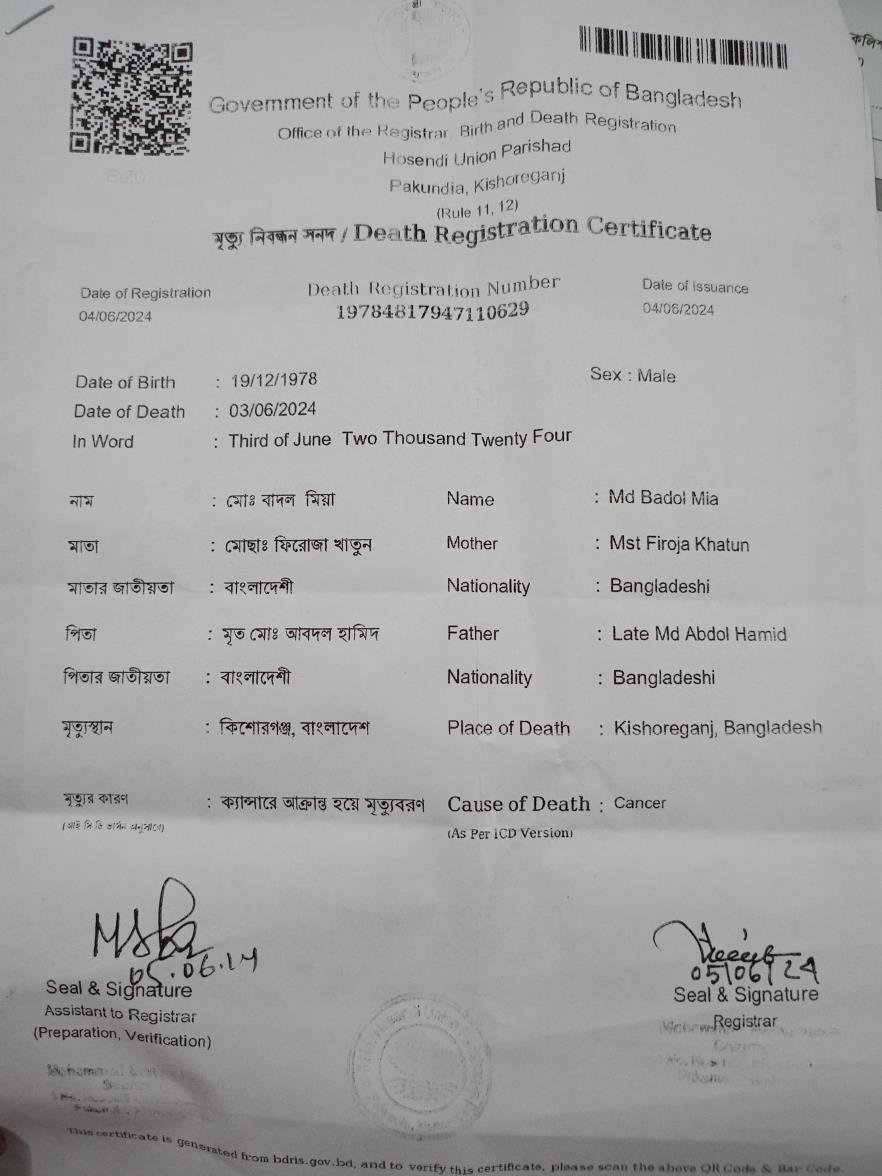 Government of the People's Republic of Bangladesh
Office of the Registrar, Birth and Death Registration
Hosendi Union Parishad
Pakundia, Kishoreganj
(Rule 11, 12)
মৃত্যু নিবন্ধন সনদ / Death Registration Certificate
Date of Registration Death Registration Number Date of Issuance
04/06/2024 19784817947110629 04/06/2024
Date of Birth : 19/12/1978 Sex : Male
Date of Death : 03/06/2024
In Word : Third of June Two Thousand Twenty Four
নাম : মোঃ বাদল মিয়া Name : Md Badol Mia
মাতা : মোছাঃ ফিরোজা খাতুন Mother : Mst Firoja Khatun
মাতার জাতীয়তা : বাংলাদেশী Nationality : Bangladeshi
পিতা : মৃত মোঃ আবদল হামিদ Father : Late Md Abdol Hamid
পিতার জাতীয়তা : বাংলাদেশী Nationality : Bangladeshi
মৃত্যুস্থান : কিশোরগঞ্জ, বাংলাদেশ Place of Death : Kishoreganj, Bangladesh
মৃত্যুর কারণ : ক্যান্সারে আক্রান্ত হয়ে মৃত্যুবরণ Cause of Death : Cancer
(আই সি ডি ভার্সন অনুসারে) (As Per ICD Version)
05.06.24 05/06/24
Seal & Signature Seal & Signature
Assistant to Registrar Registrar
(Preparation, Verification)
This certificate is generated from bdris.gov.bd, and to verify this certificate, please scan the above QR Code & Bar Code.